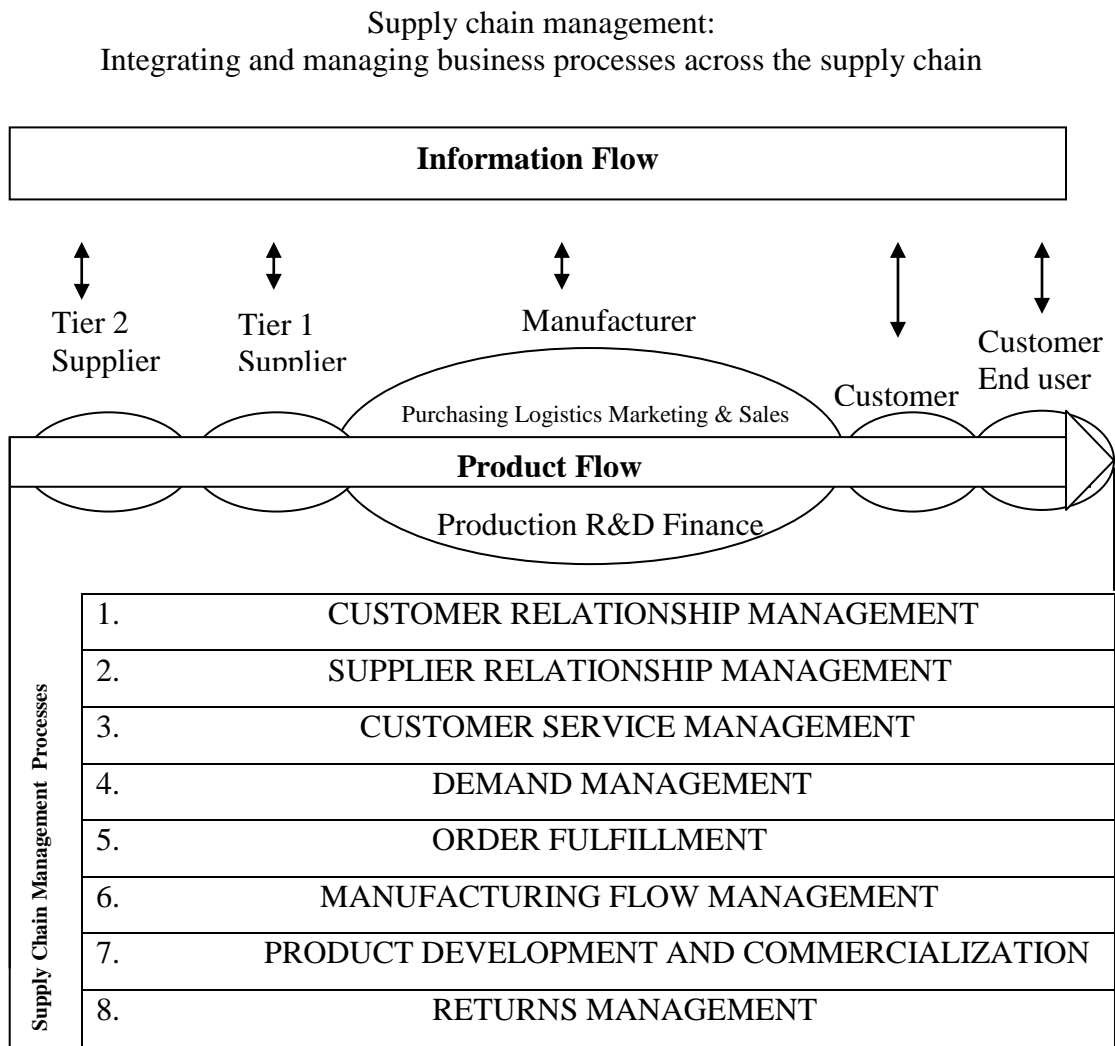 Supply chain management:
Integrating and managing business processes across the supply chain
Information Flow
Tier 2
Supplier
Tier 1
Supplier
Manufacturer
Customer
Customer
End user
Purchasing Logistics Marketing & Sales
Product Flow
Production R&D Finance
Supply Chain Management Processes
1. CUSTOMER RELATIONSHIP MANAGEMENT
2. SUPPLIER RELATIONSHIP MANAGEMENT
3. CUSTOMER SERVICE MANAGEMENT
4. DEMAND MANAGEMENT
5. ORDER FULFILLMENT
6. MANUFACTURING FLOW MANAGEMENT
7. PRODUCT DEVELOPMENT AND COMMERCIALIZATION
8. RETURNS MANAGEMENT